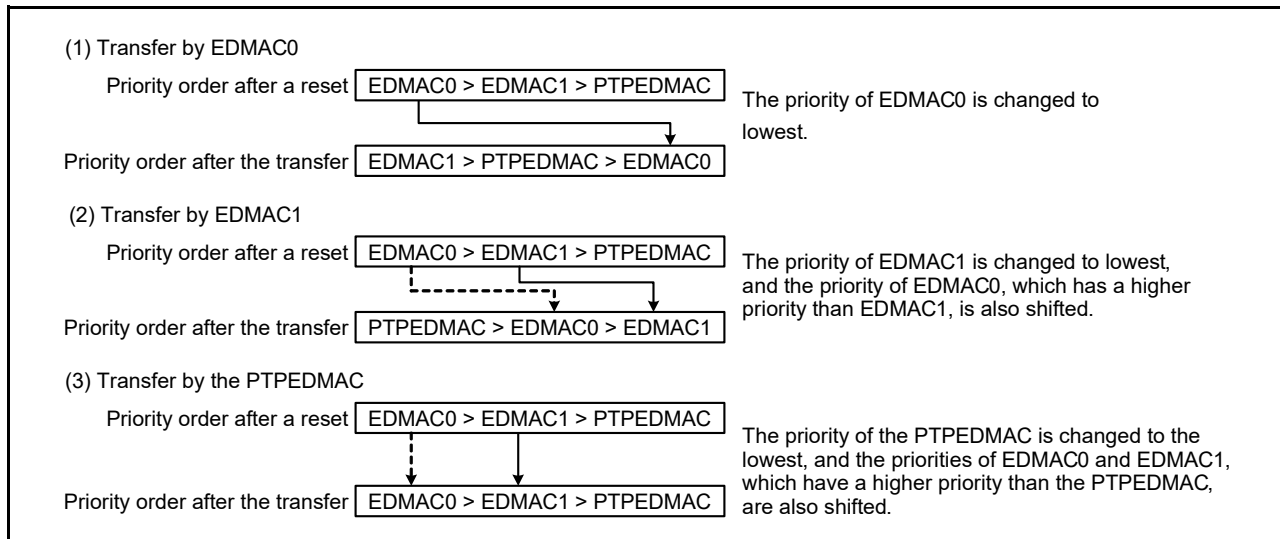 (1) Transfer by EDMAC0
Priority order after a reset EDMAC0 > EDMAC1 > PTPEDMAC
The priority of EDMAC0 is changed to
lowest.
Priority order after the transfer EDMAC1 > PTPEDMAC > EDMAC0
(2) Transfer by EDMAC1
Priority order after a reset EDMAC0 > EDMAC1 > PTPEDMAC
The priority of EDMAC1 is changed to lowest,
and the priority of EDMAC0, which has a higher
priority than EDMAC1, is also shifted.
Priority order after the transfer PTPEDMAC > EDMAC0 > EDMAC1
(3) Transfer by the PTPEDMAC
Priority order after a reset EDMAC0 > EDMAC1 > PTPEDMAC
The priority of the PTPEDMAC is changed to the
lowest, and the priorities of EDMAC0 and EDMAC1,
which have a higher priority than the PTPEDMAC,
are also shifted.
Priority order after the transfer EDMAC0 > EDMAC1 > PTPEDMAC